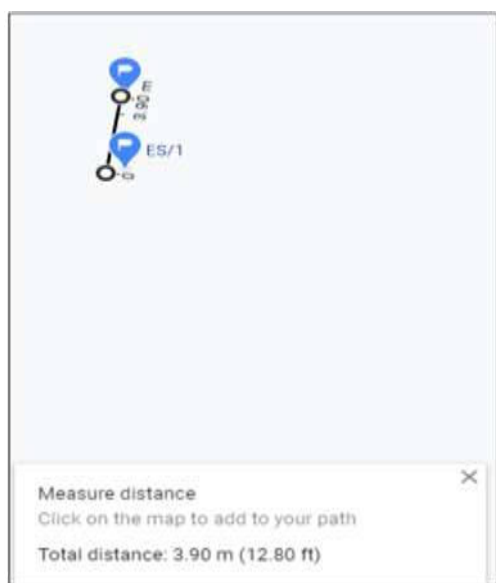 3.90 m
ES/1
0
Measure distance
Click on the map to add to your path
Total distance: 3.90 m (12.80 ft)